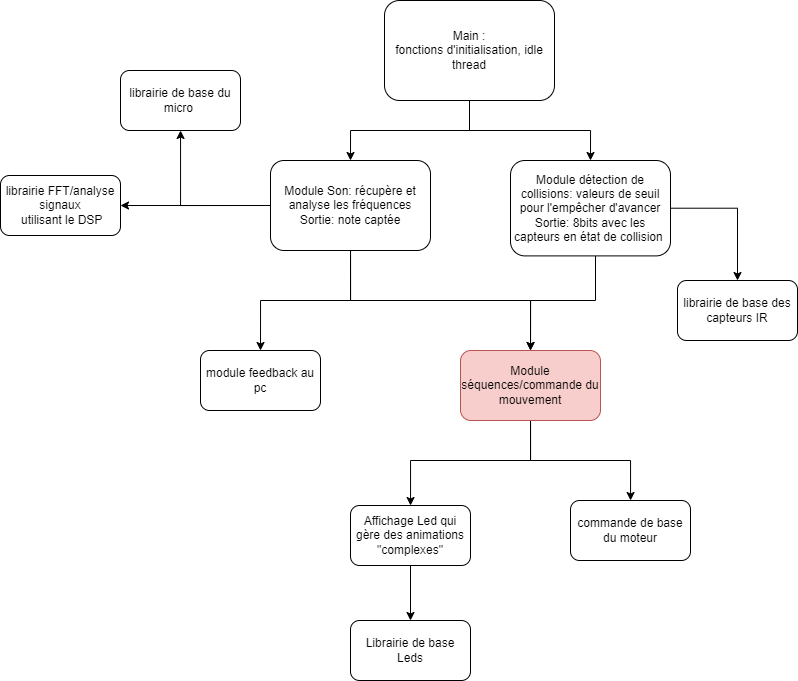 Main :
fonctions d'initialisation, idle
thread
librairie de base du
micro
librairie FFT/analyse
signaux
utilisant le DSP
Module Son: récupère et
analyse les fréquences
Sortie: note captée
Module détection de
collisions: valeurs de seuil
pour l'empêcher d'avancer
Sortie: 8bits avec les
capteurs en état de collision
librairie de base des
capteurs IR
module feedback au
pc
Module
séquences/commande du
mouvement
Affichage Led qui
gère des animations
"complexes"
commande de base
du moteur
Librairie de base
Leds